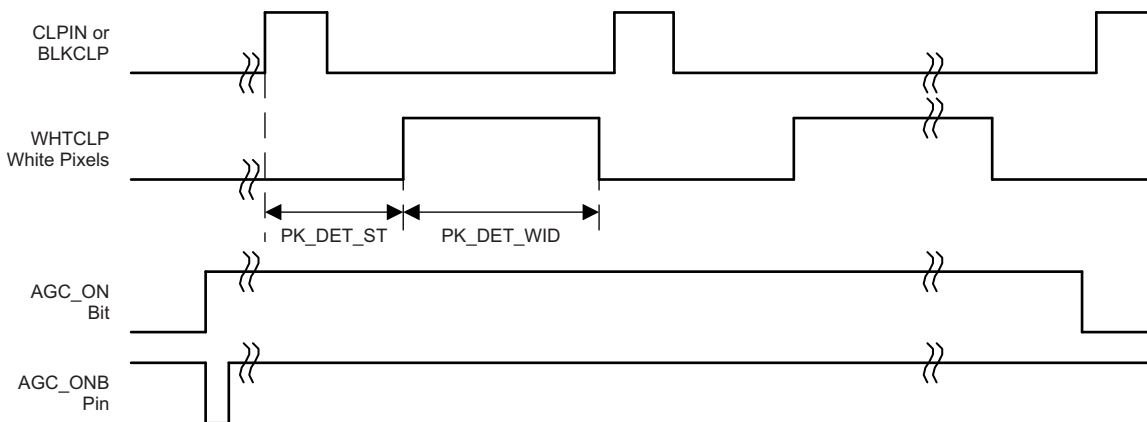 CLPIN or
BLKCLP
WHTCLP
White Pixels
PK_DET_ST
PK_DET_WID
AGC_ON
Bit
AGC_ONB
Pin